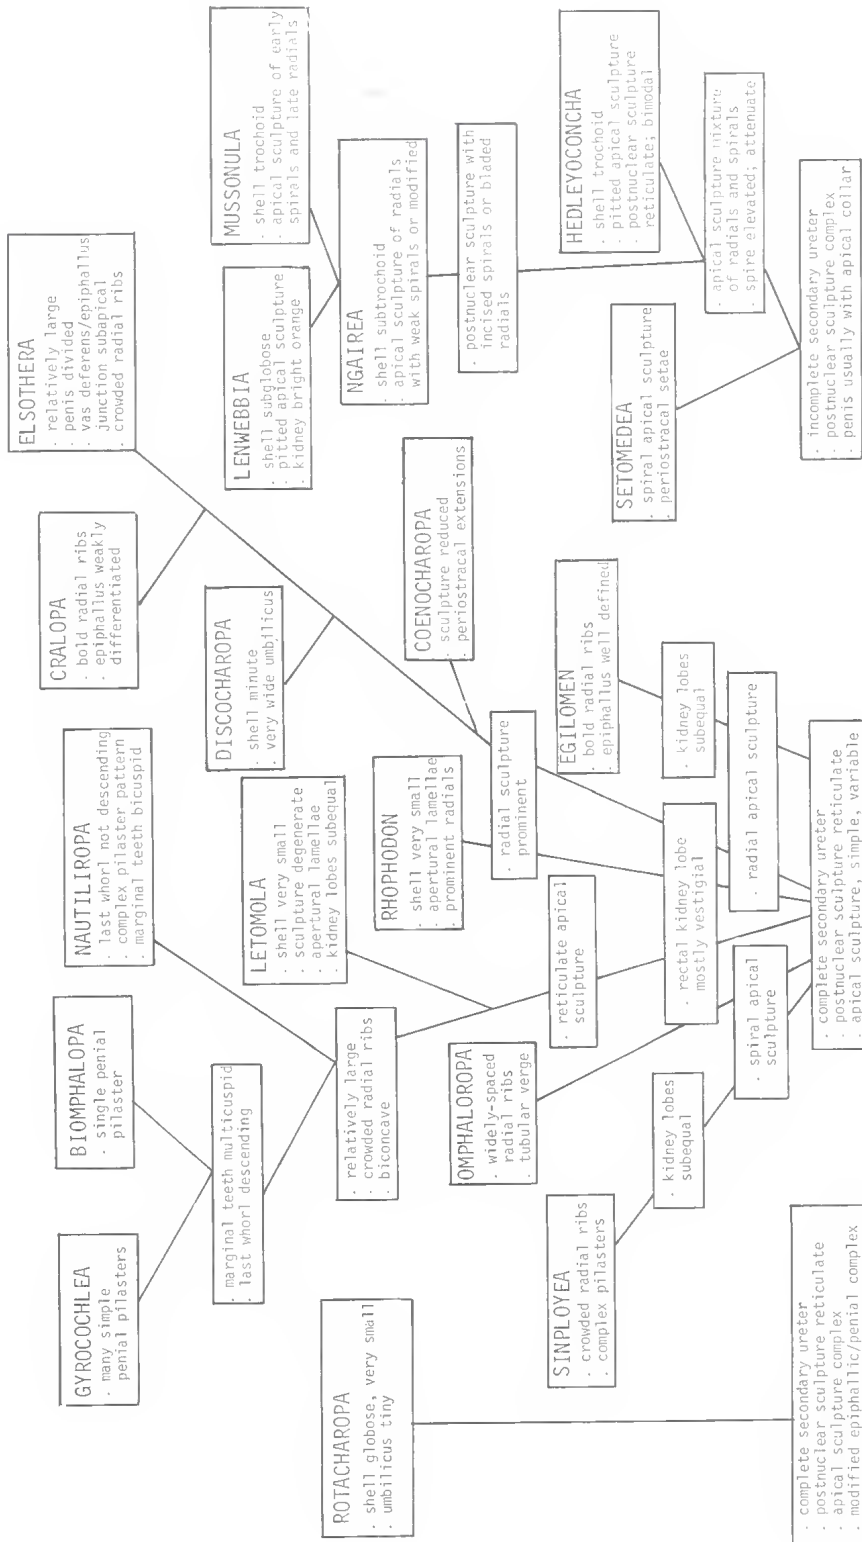 ELSOTHERA
· relatively large
· penis divided
· vas deferens/epiphallus
junction subapical
· crowded radial ribs
CRALOPA
· bold radial ribs
· epiphallus weakly
differentiated
NAUTILIROPA
· last whorl not descending
· complex pilaster pattern
· marginal teeth bicuspid
BIOMPHALOPA
· single penial
pilaster
GYROCOCHLEA
· many simple
penial pilasters
MUSSONULA
· shell trochoid
· apical sculpture of early
spirals and late radials
LENWEBBIA
· shell subglobose
· pitted apical sculpture
· kidney bright orange
DISCOCHAROPA
· shell minute
· very wide umbilicus
LETOMOLA
· shell very small
· sculpture degenerate
· apertural lamellae
· kidney lobes subequal
· marginal teeth multicuspid
· last whorl descending
NGAIREA
· shell subtrochoid
· apical sculpture of radials
with weak spirals or modified
COENOCHAROPA
· sculpture reduced
· periostracal extensions
RHOPHODON
· shell very small
· apertural lamellae
· prominent radials
· relatively large
· crowded radial ribs
· biconcave
ROTACHAROPA
· shell globose, very small
· umbilicus tiny
· postnuclear sculpture with
incised spirals or bladed
radials
· radial sculpture
prominent
OMPHALOROPA
· widely-spaced
radial ribs
· tubular verge
· reticulate apical
sculpture
HEDLEYOCONCHA
· shell trochoid
· pitted apical sculpture
· postnuclear sculpture
reticulate; bimodal
EGILOMEN
· bold radial ribs
· epiphallus well defined
SINPLOYEA
· crowded radial ribs
· complex pilasters
SETOMEDEA
· spiral apical sculpture
· periostracal setae
· kidney lobes
subequal
· rectal kidney lobe
mostly vestigial
· kidney lobes
subequal
· apical sculpture mixture
of radials and spirals
· spire elevated; attenuate
· radial apical sculpture
· spiral apical
sculpture
· incomplete secondary ureter
· postnuclear sculpture complex
· penis usually with apical collar
· complete secondary ureter
· postnuclear sculpture reticulate
· apical sculpture, simple, variable
· complete secondary ureter
· postnuclear sculpture reticulate
· apical sculpture complex
· modified epiphallic/penial complex